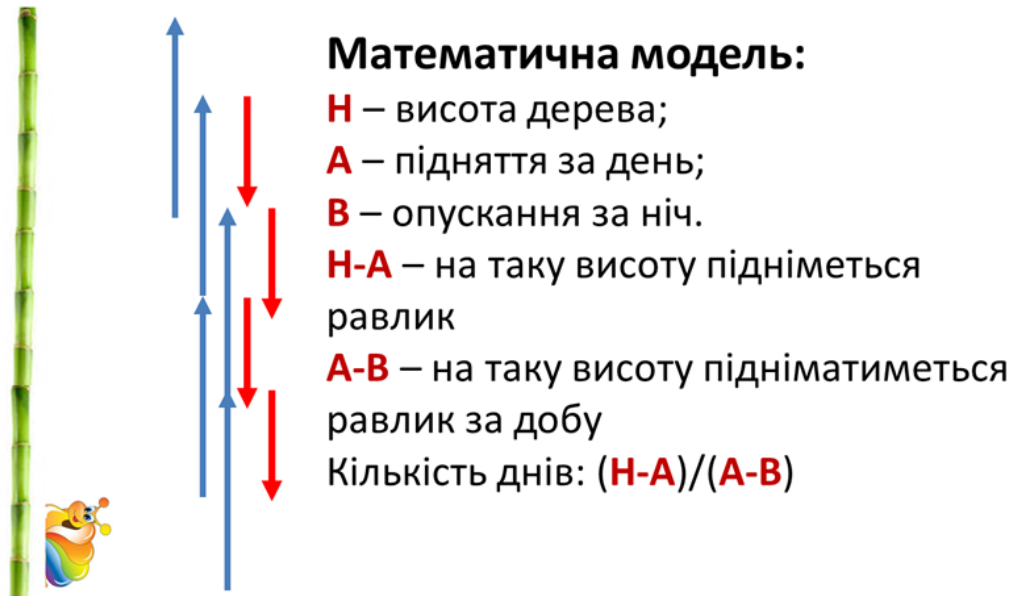 Математична модель:
Н – висота дерева;
А – підняття за день;
В – опускання за ніч.
Н-А – на таку висоту підніметься
равлик
А-В – на таку висоту підніматиметься
равлик за добу
Кількість днів: (Н-А)/(А-В)